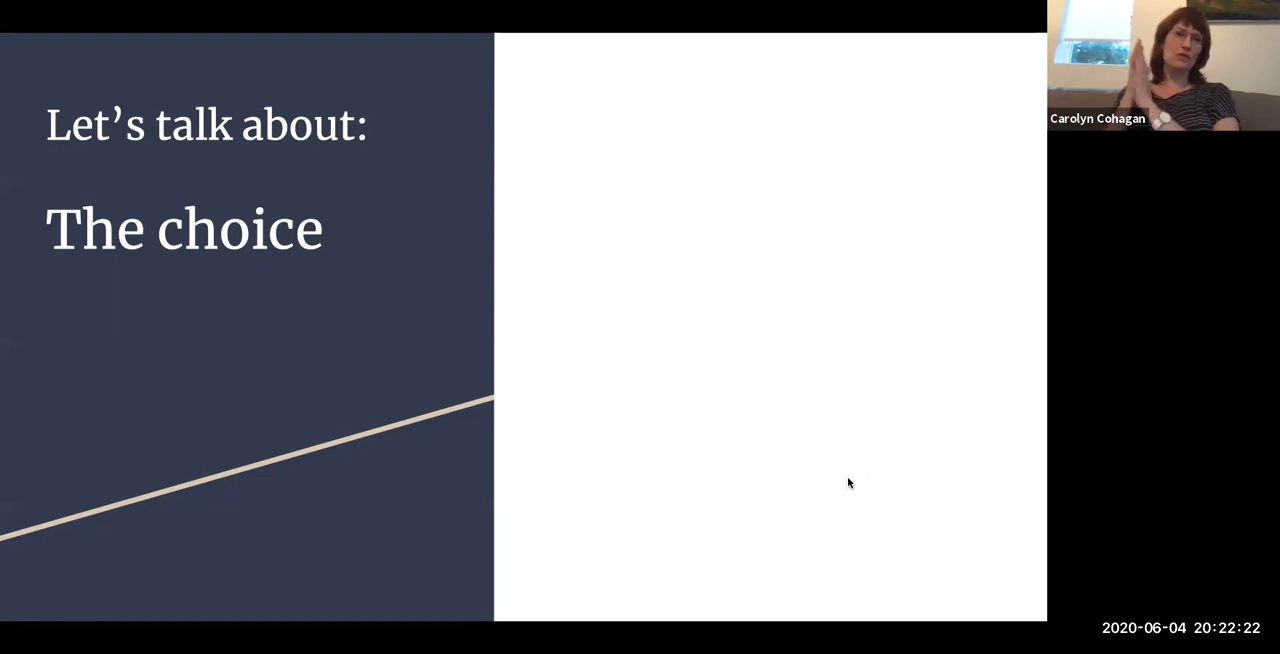 Let’s talk about:
The choice
Carolyn Cohagan
2020-06-04 20:22:22